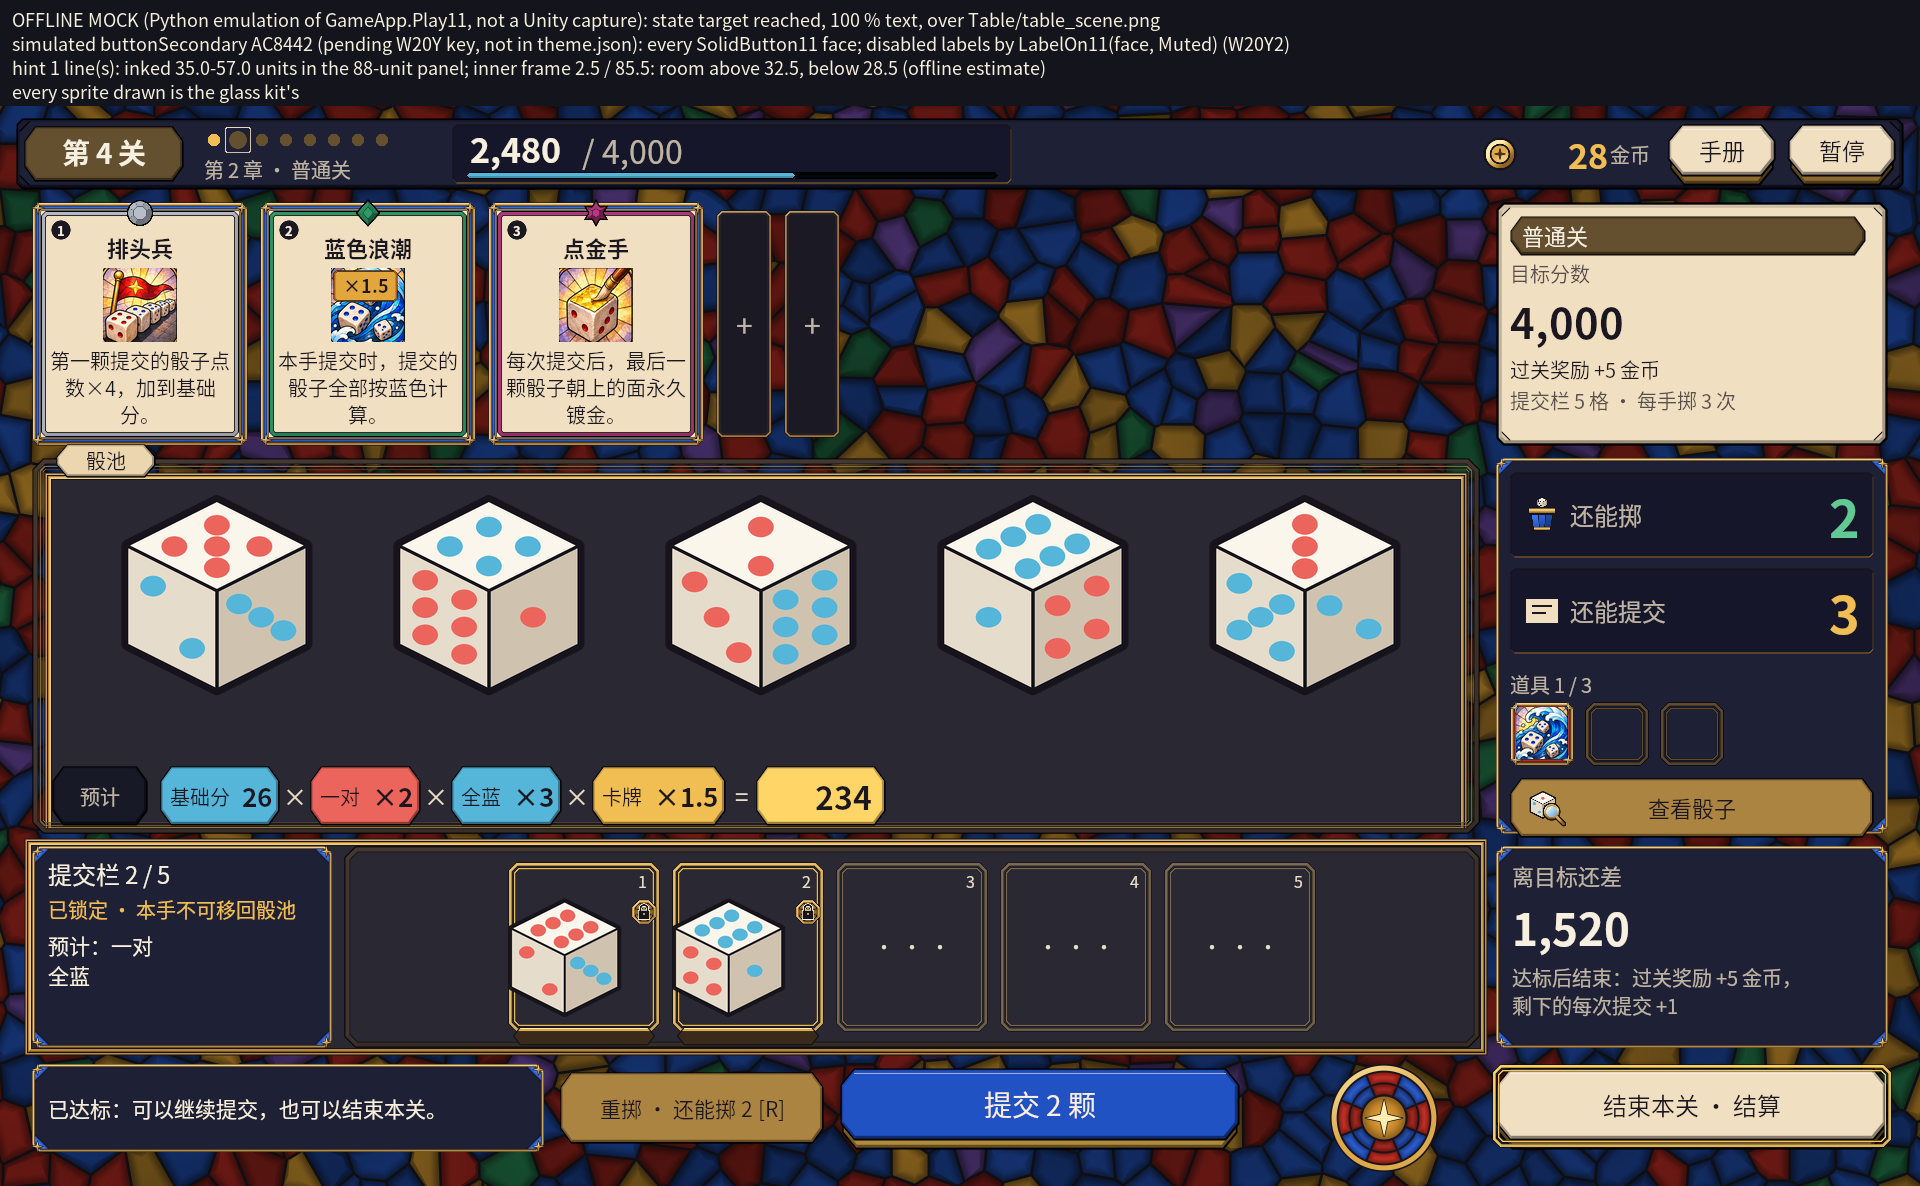 OFFLINE MOCK (Python emulation of GameApp.Play11, not a Unity capture): state target reached, 100 % text, over Table/table_scene.png
simulated buttonSecondary AC8442 (pending W20Y key, not in theme.json): every SolidButton11 face; disabled labels by LabelOn11(face, Muted) (W20Y2)
hint 1 line(s): inked 35.0-57.0 units in the 88-unit panel; inner frame 2.5 / 85.5: room above 32.5, below 28.5 (offline estimate)
every sprite drawn is the glass kit's
第 4 关
第 2 章 · 普通关
2,480 / 4,000
28金币
手册
暂停
1
排头兵
第一颗提交的骰子点
数×4，加到基础
分。
2
蓝色浪潮
×1.5
本手提交时，提交的
骰子全部按蓝色计
算。
3
点金手
每次提交后，最后一
颗骰子朝上的面永久
镀金。
+
+
普通关
目标分数
4,000
过关奖励 +5 金币
提交栏 5 格 · 每手掷 3 次
骰池
还能掷
2
还能提交
3
道具 1 / 3
查看骰子
预计
基础分 26 × 一对 ×2 × 全蓝 ×3 × 卡牌 ×1.5 = 234
提交栏 2 / 5
已锁定 · 本手不可移回骰池
预计：一对
全蓝
1
2
3
4
5
. . .
. . .
. . .
离目标还差
1,520
达标后结束：过关奖励 +5 金币，
剩下的每次提交 +1
已达标：可以继续提交，也可以结束本关。
重掷 · 还能掷 2 [R]
提交 2 颗
结束本关 · 结算